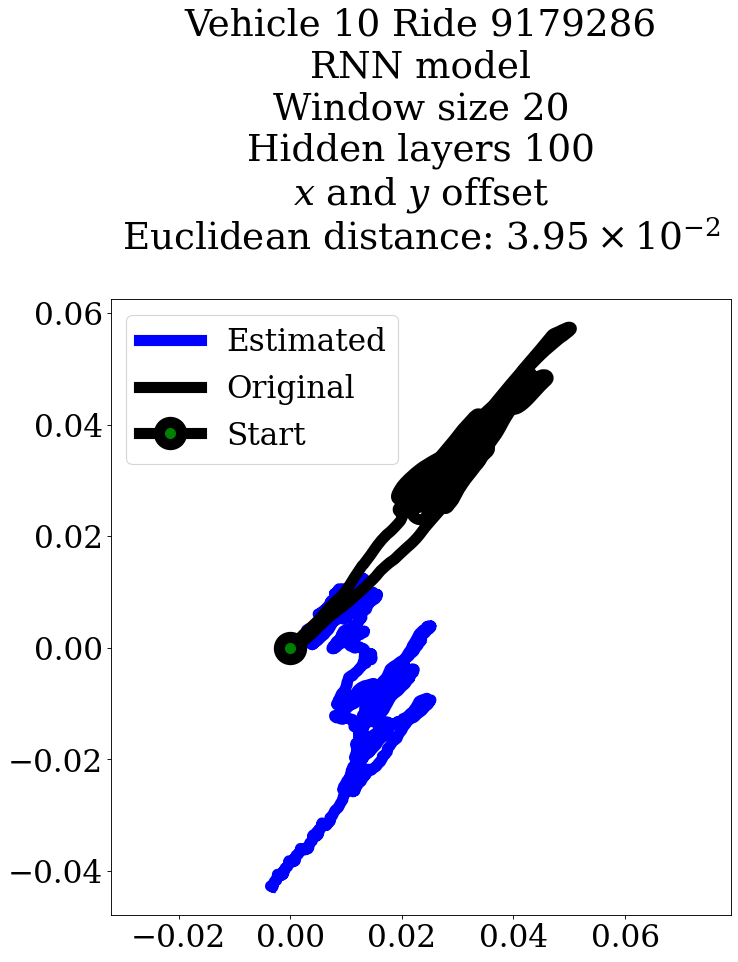 Vehicle 10 Ride 9179286
RNN model
Window size 20
Hidden layers 100
x and y offset
Euclidean distance: 3.95 × 10⁻²
Estimated
Original
Start
0.06
0.04
0.02
0.00
−0.02
−0.04
−0.02 0.00 0.02 0.04 0.06